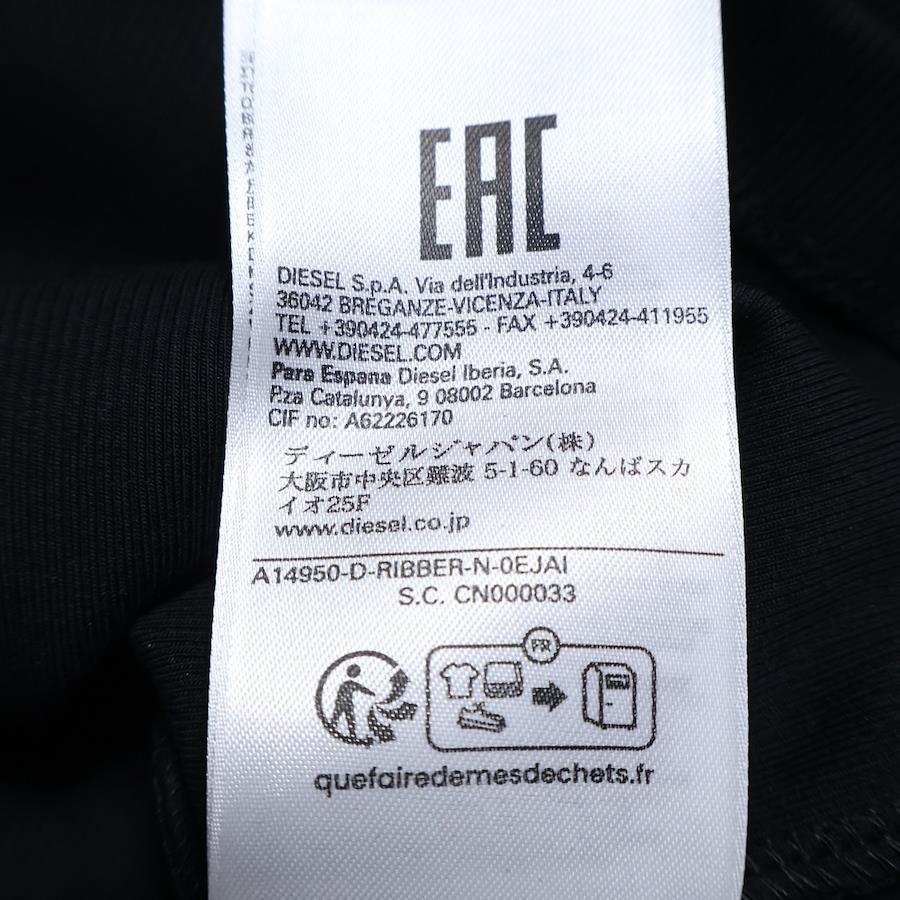 EAC
DIESEL S.p.A. Via dell'Industria, 4-6
36042 BREGANZE-VICENZA-ITALY
TEL +390424-477555 - FAX +390424-411955
WWW.DIESEL.COM
Para Espana Diesel Iberia, S.A.
P.za Catalunya, 9 08002 Barcelona
CIF no: A62226170
ディーゼルジャパン(株)
大阪市中央区難波 5-1-60 なんばスカ
イオ25F
www.diesel.co.jp
A14950-D-RIBBER-N-0EJAI
S.C. CN000033
FR
quefairedemesdechets.fr